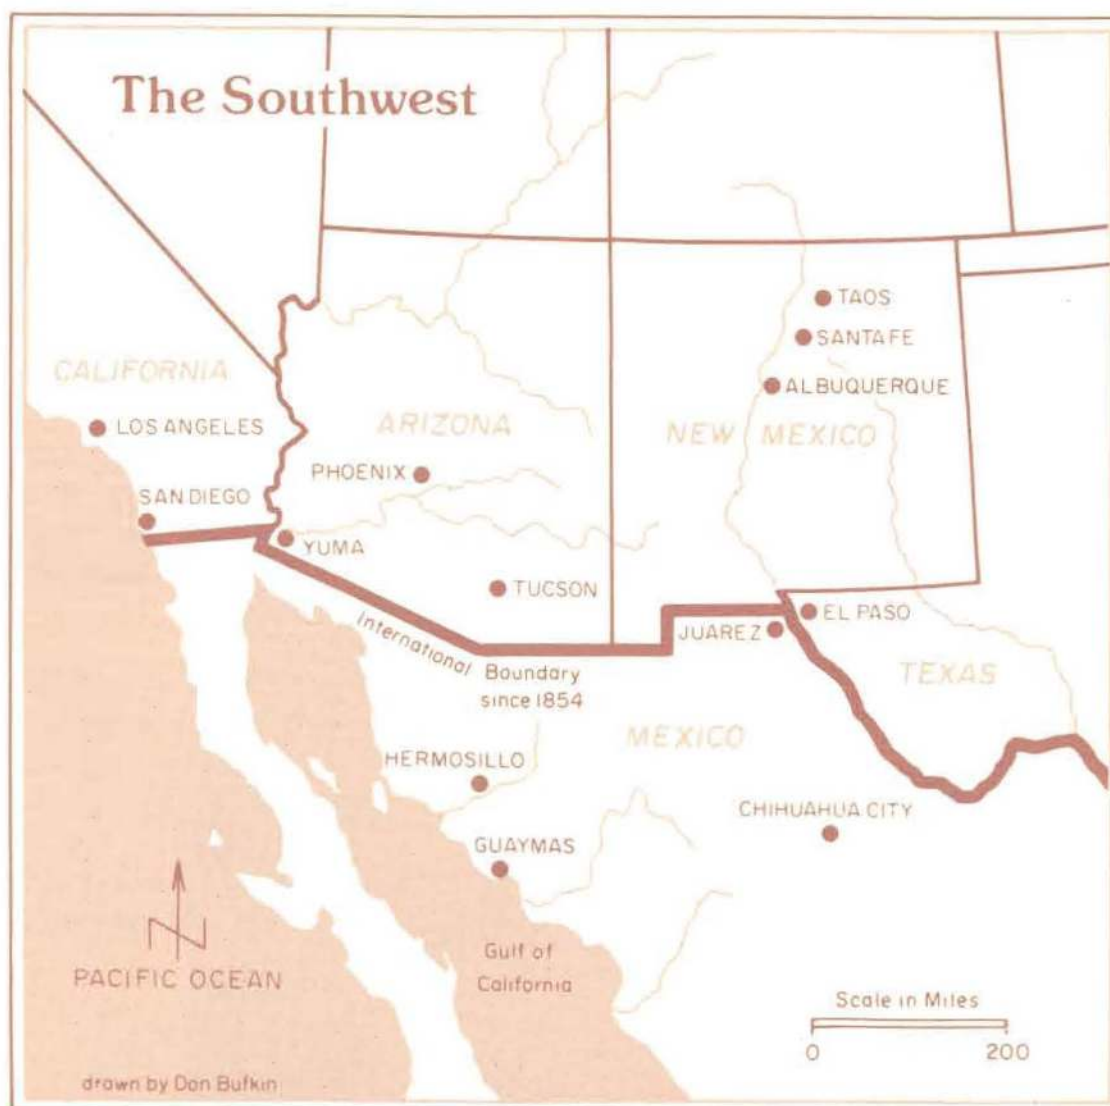 The Southwest
TAOS
SANTA FE
CALIFORNIA
ALBUQUERQUE
LOS ANGELES
ARIZONA
NEW MEXICO
PHOENIX
SAN DIEGO
YUMA
TUCSON
EL PASO
JUAREZ
International Boundary
since 1854
TEXAS
MEXICO
HERMOSILLO
CHIHUAHUA CITY
GUAYMAS
N
PACIFIC OCEAN
Gulf of
California
Scale in Miles
0 200
drawn by Don Bufkin